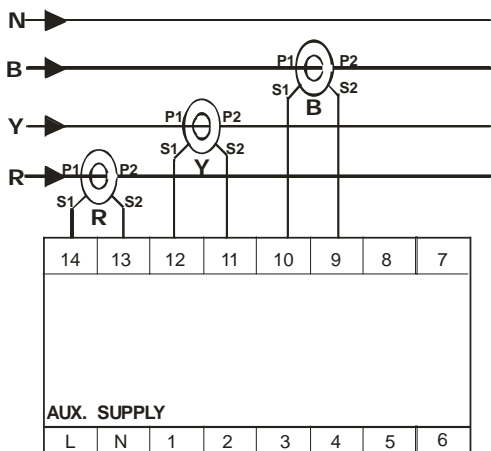 N
B
P1 P2
S1 S2
B
Y
P1 P2
S1 S2
Y
R
P1 P2
S1 S2
R
14 13 12 11 10 9 8 7
AUX. SUPPLY
L N 1 2 3 4 5 6